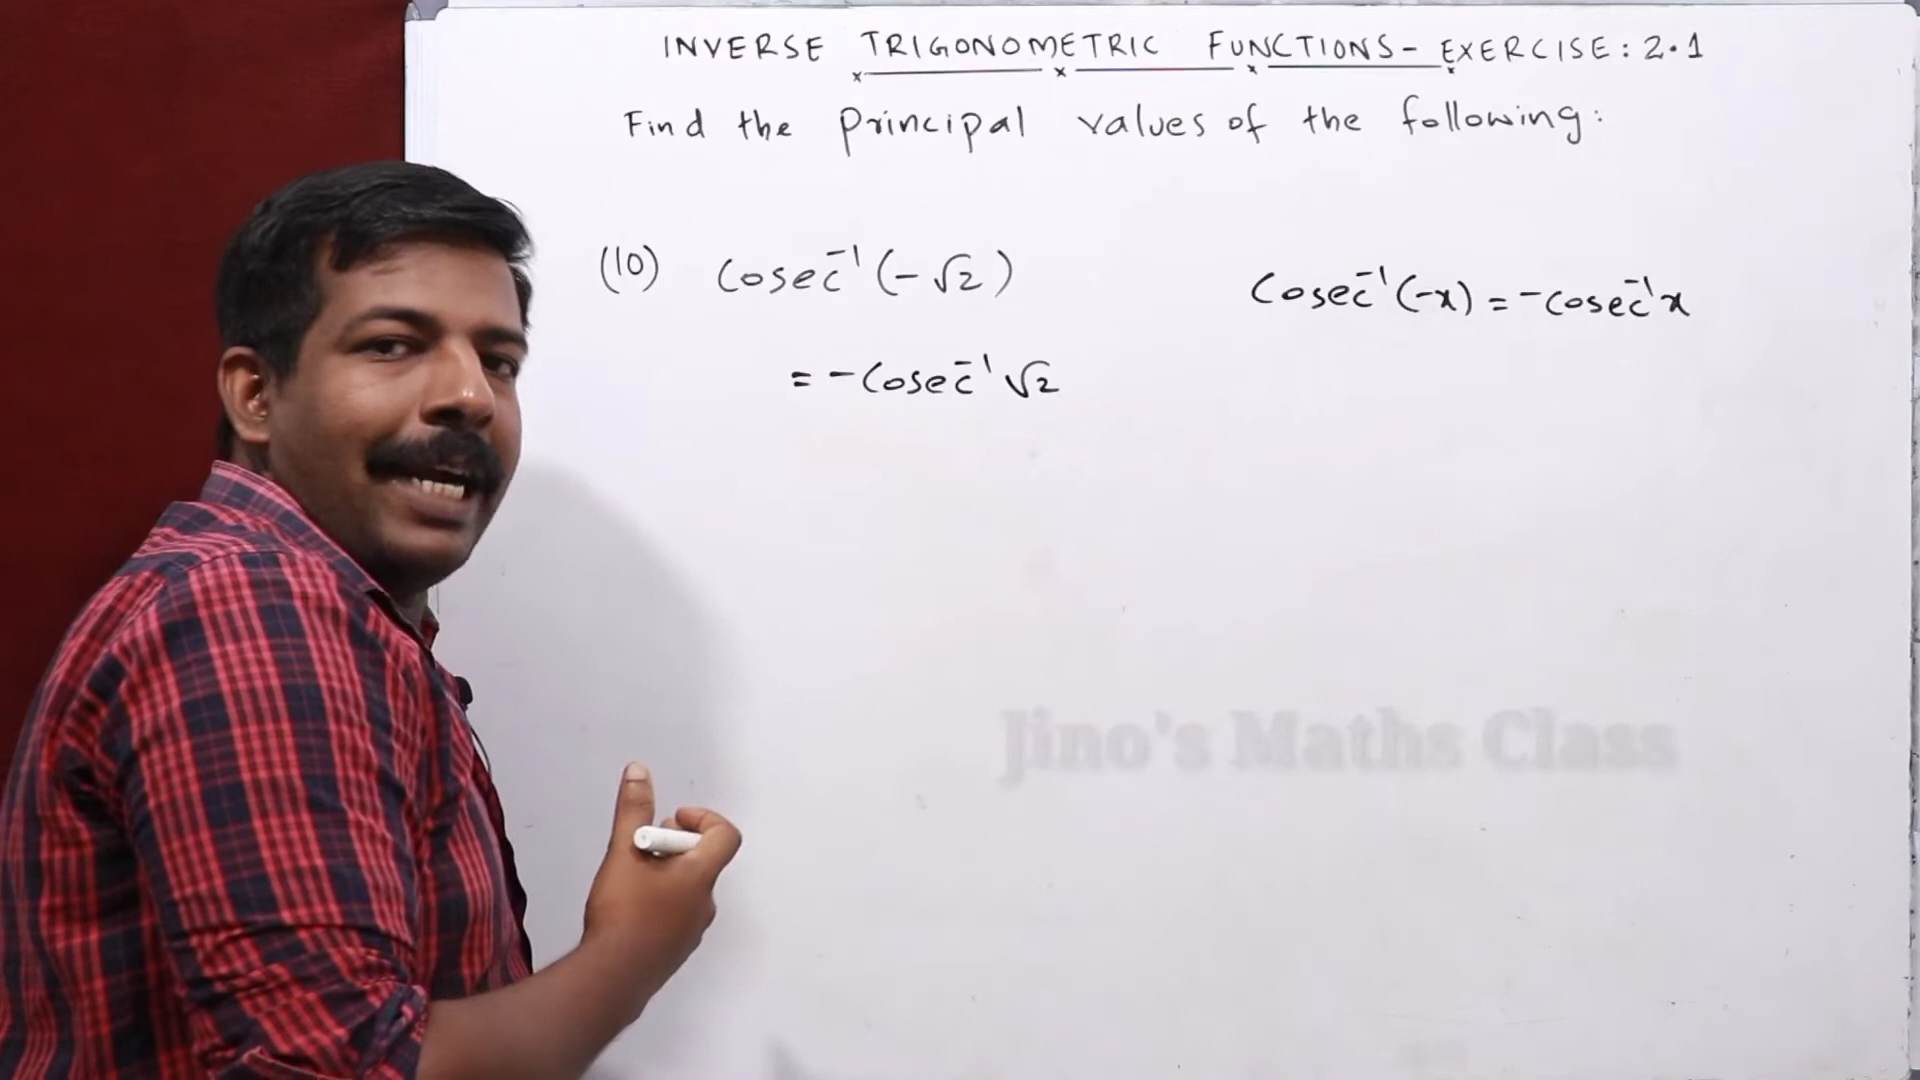 INVERSE TRIGONOMETRIC FUNCTIONS - EXERCISE: 2.1
Find the principal values of the following:
(10) Cosec⁻¹(-√2)
Cosec⁻¹(-x) = -cosec⁻¹x
= -Cosec⁻¹√2
Jino's Maths Class